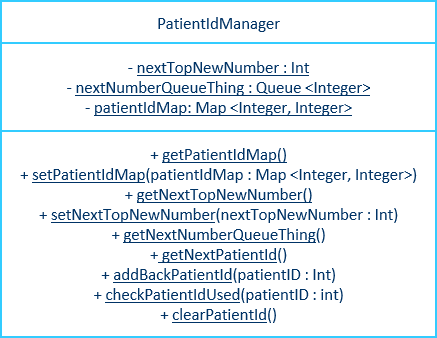 PatientIdManager
- nextTopNewNumber : Int
- nextNumberQueueThing : Queue <Integer>
- patientIdMap: Map <Integer, Integer>
+ getPatientIdMap()
+ setPatientIdMap(patientIdMap : Map <Integer, Integer>)
+ getNextTopNewNumber()
+ setNextTopNewNumber(nextTopNewNumber : Int)
+ getNextNumberQueueThing()
+ getNextPatientId()
+ addBackPatientId(patientID : Int)
+ checkPatientIdUsed(patientID : int)
+ clearPatientId()